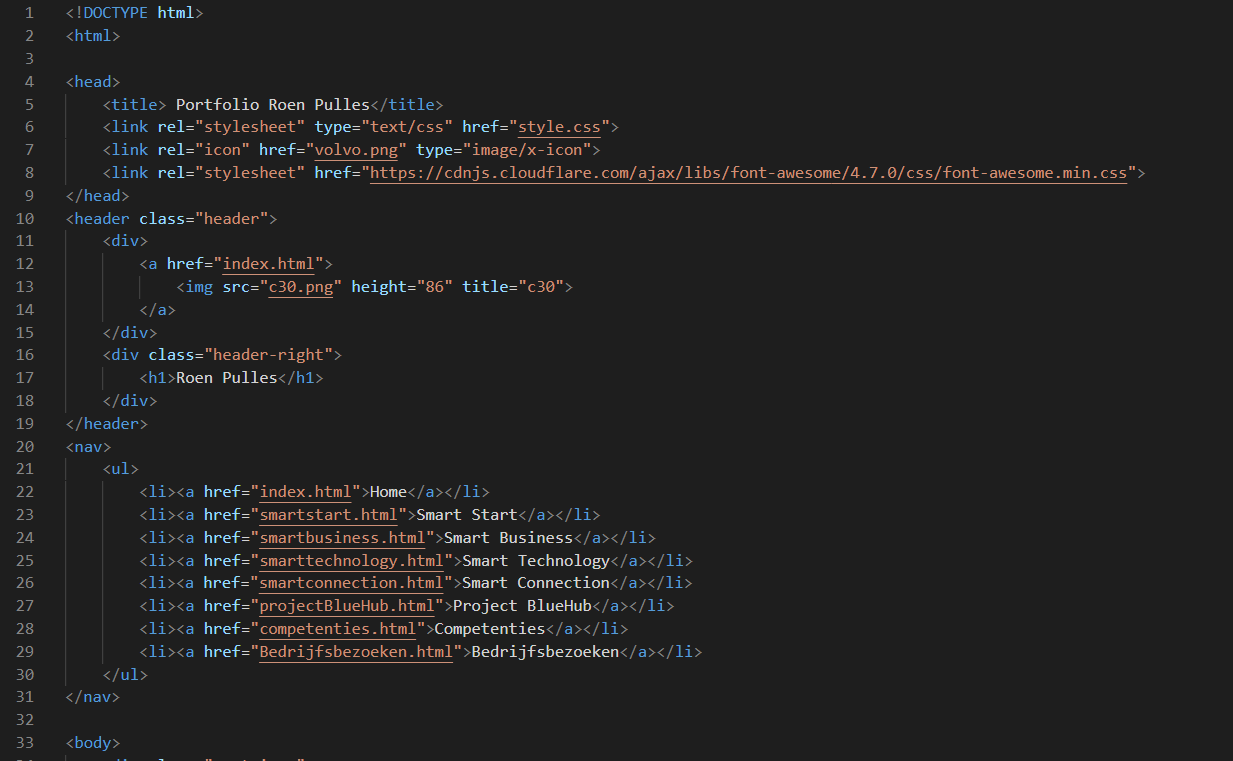 1 <!DOCTYPE html>
2 <html>
3
4 <head>
5     <title> Portfolio Roen Pulles</title>
6     <link rel="stylesheet" type="text/css" href="style.css">
7     <link rel="icon" href="volvo.png" type="image/x-icon">
8     <link rel="stylesheet" href="https://cdnjs.cloudflare.com/ajax/libs/font-awesome/4.7.0/css/font-awesome.min.css">
9 </head>
10 <header class="header">
11     <div>
12         <a href="index.html">
13             <img src="c30.png" height="86" title="c30">
14         </a>
15     </div>
16     <div class="header-right">
17         <h1>Roen Pulles</h1>
18     </div>
19 </header>
20 <nav>
21     <ul>
22         <li><a href="index.html">Home</a></li>
23         <li><a href="smartstart.html">Smart Start</a></li>
24         <li><a href="smartbusiness.html">Smart Business</a></li>
25         <li><a href="smarttechnology.html">Smart Technology</a></li>
26         <li><a href="smartconnection.html">Smart Connection</a></li>
27         <li><a href="projectBlueHub.html">Project BlueHub</a></li>
28         <li><a href="competenties.html">Competenties</a></li>
29         <li><a href="Bedrijfsbezoeken.html">Bedrijfsbezoeken</a></li>
30     </ul>
31 </nav>
32
33 <body>